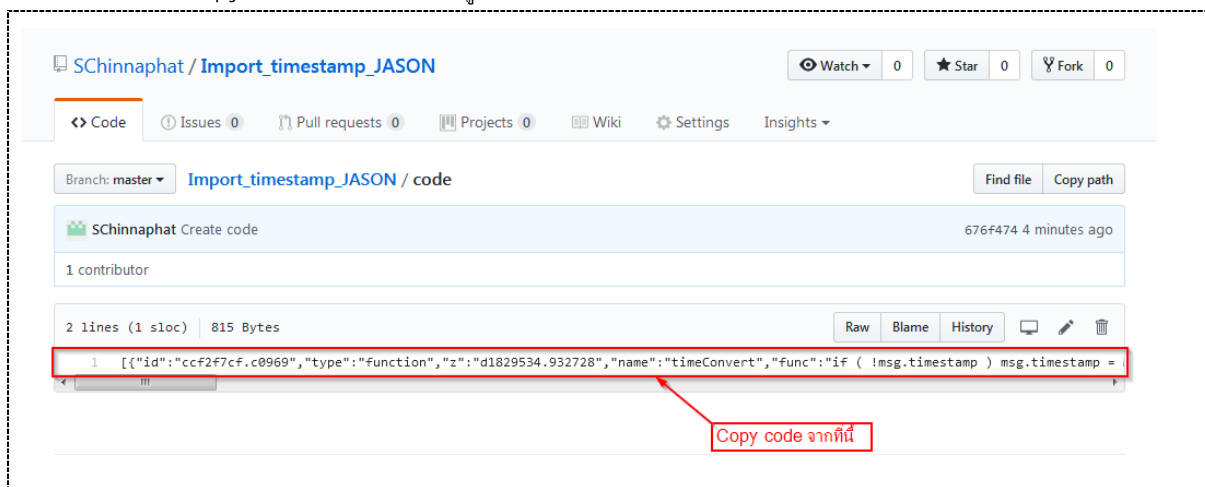 SChinnaphat / Import_timestamp_JASON
Watch 0 Star 0 Fork 0
Code Issues 0 Pull requests 0 Projects 0 Wiki Settings Insights
Branch: master Import_timestamp_JASON / code
Find file Copy path
SChinnaphat Create code
676f474 4 minutes ago
1 contributor
2 lines (1 sloc) 815 Bytes
Raw Blame History
1 [{"id":"ccf2f7cf.c0969","type":"function","z":"d1829534.932728","name":"timeConvert","func":"if ( !msg.timestamp ) msg.timestamp =
Copy code จากที่นี่